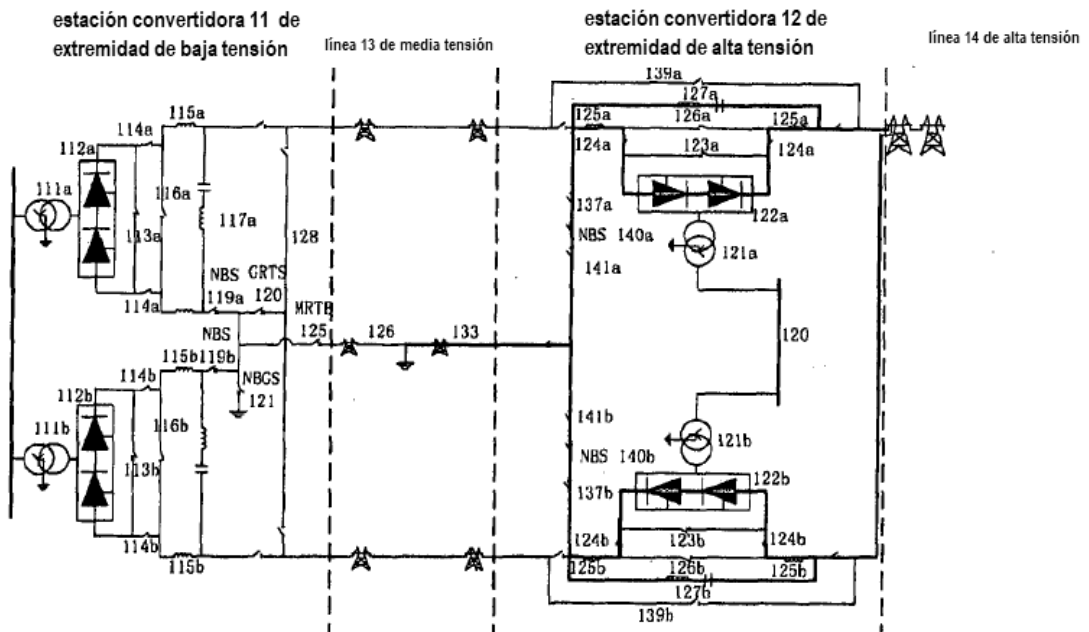 estación convertidora 11 de
extremidad de baja tensión
línea 13 de media tensión
estación convertidora 12 de
extremidad de alta tensión
línea 14 de alta tensión
139a
127a
115a
125a
126a
125a
114a
124a
123a
124a
112a
111a
116a
117a
113a
128
137a
122a
NBS 140a
121a
141a
NBS GRTS
114a
119a
120
MRTB
NBS
125
126
133
120
115b
119b
114b
NBGS
121
112b
141b
111b
116b
121b
NBS 140b
113b
122b
137b
114b
124b
123b
124b
115b
125b
126b
125b
127b
139b